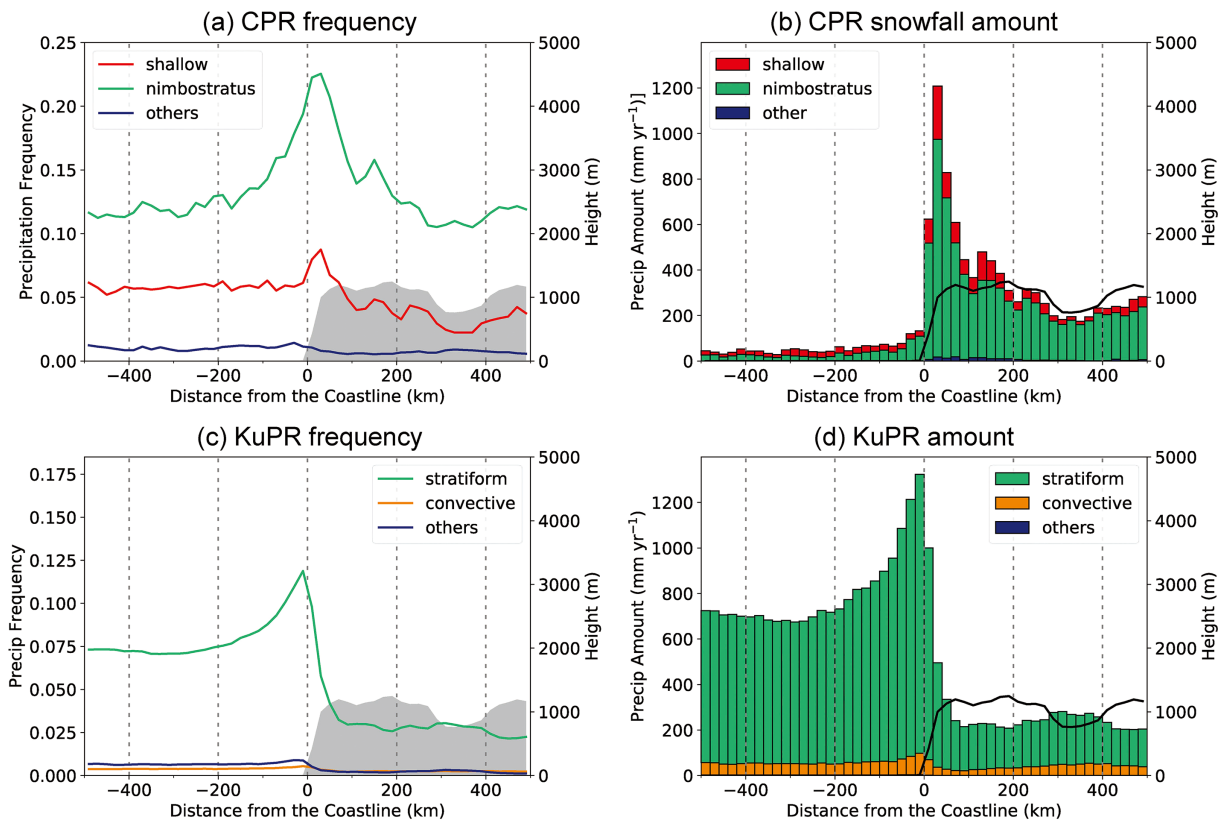 (a) CPR frequency
0.25
0.20
0.15
0.10
0.05
0.00
Precipitation Frequency
shallow
nimbostratus
others
5000
4000
3000
2000
1000
0
Height (m)
−400 −200 0 200 400
Distance from the Coastline (km)
(b) CPR snowfall amount
1200
1000
800
600
400
200
0
Precip Amount (mm yr⁻¹)]
shallow
nimbostratus
other
5000
4000
3000
2000
1000
0
Height (m)
−400 −200 0 200 400
Distance from the Coastline (km)
(c) KuPR frequency
0.175
0.150
0.125
0.100
0.075
0.050
0.025
0.000
Precip Frequency
stratiform
convective
others
5000
4000
3000
2000
1000
0
Height (m)
−400 −200 0 200 400
Distance from the Coastline (km)
(d) KuPR amount
1200
1000
800
600
400
200
0
Precip Amount (mm yr⁻¹)
stratiform
convective
others
5000
4000
3000
2000
1000
0
Height (m)
−400 −200 0 200 400
Distance from the Coastline (km)